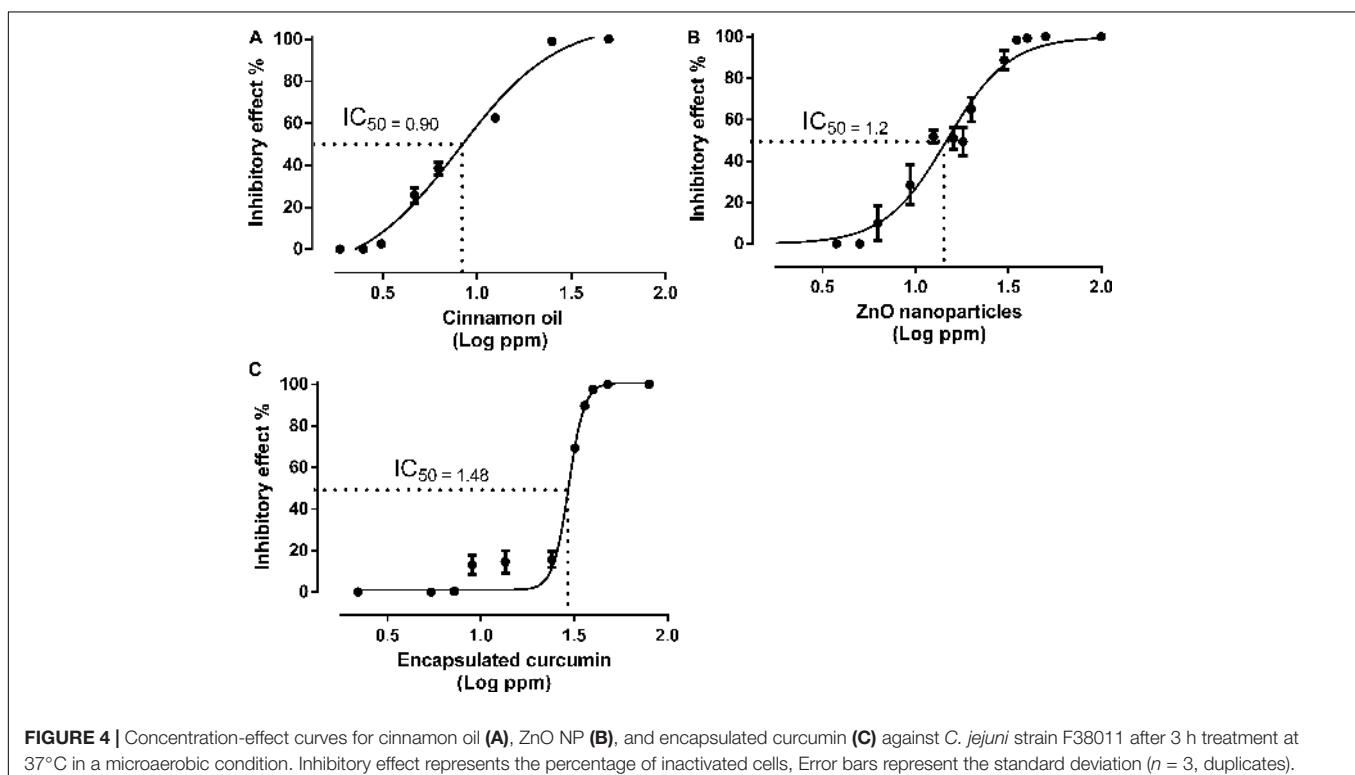 A
Inhibitory effect %
100
80
60
40
20
0
IC50 = 0.90
0.5 1.0 1.5 2.0
Cinnamon oil
(Log ppm)
B
Inhibitory effect %
100
80
60
40
20
0
IC50 = 1.2
0.5 1.0 1.5 2.0
ZnO nanoparticles
(Log ppm)
C
Inhibitory effect %
100
80
60
40
20
0
IC50 = 1.48
0.5 1.0 1.5 2.0
Encapsulated curcumin
(Log ppm)
FIGURE 4 | Concentration-effect curves for cinnamon oil (A), ZnO NP (B), and encapsulated curcumin (C) against C. jejuni strain F38011 after 3 h treatment at
37°C in a microaerobic condition. Inhibitory effect represents the percentage of inactivated cells, Error bars represent the standard deviation (n = 3, duplicates).